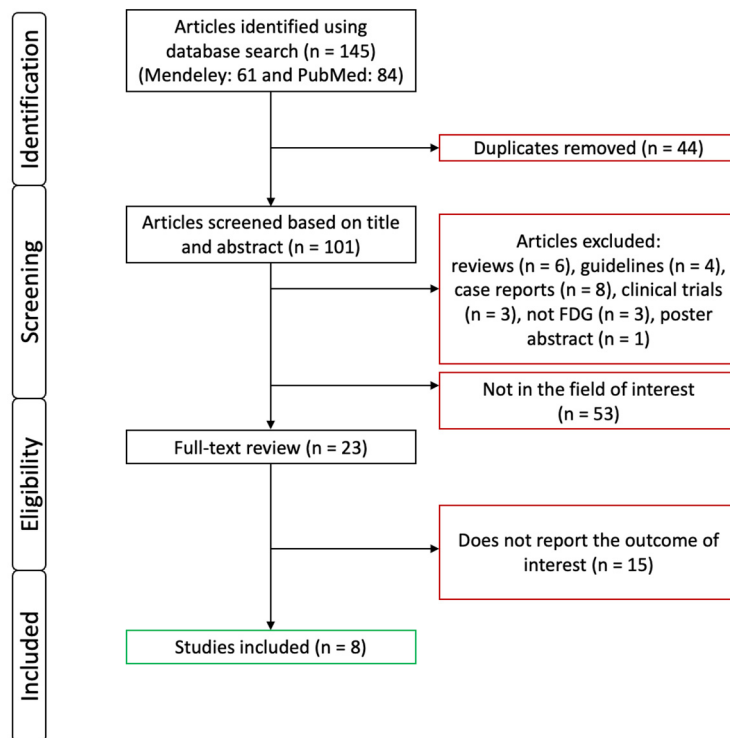 Identification
Articles identified using
database search (n = 145)
(Mendeley: 61 and PubMed: 84)
Duplicates removed (n = 44)
Screening
Articles screened based on title
and abstract (n = 101)
Articles excluded:
reviews (n = 6), guidelines (n = 4),
case reports (n = 8), clinical trials
(n = 3), not FDG (n = 3), poster
abstract (n = 1)
Not in the field of interest
(n = 53)
Eligibility
Full-text review (n = 23)
Does not report the outcome of
interest (n = 15)
Included
Studies included (n = 8)